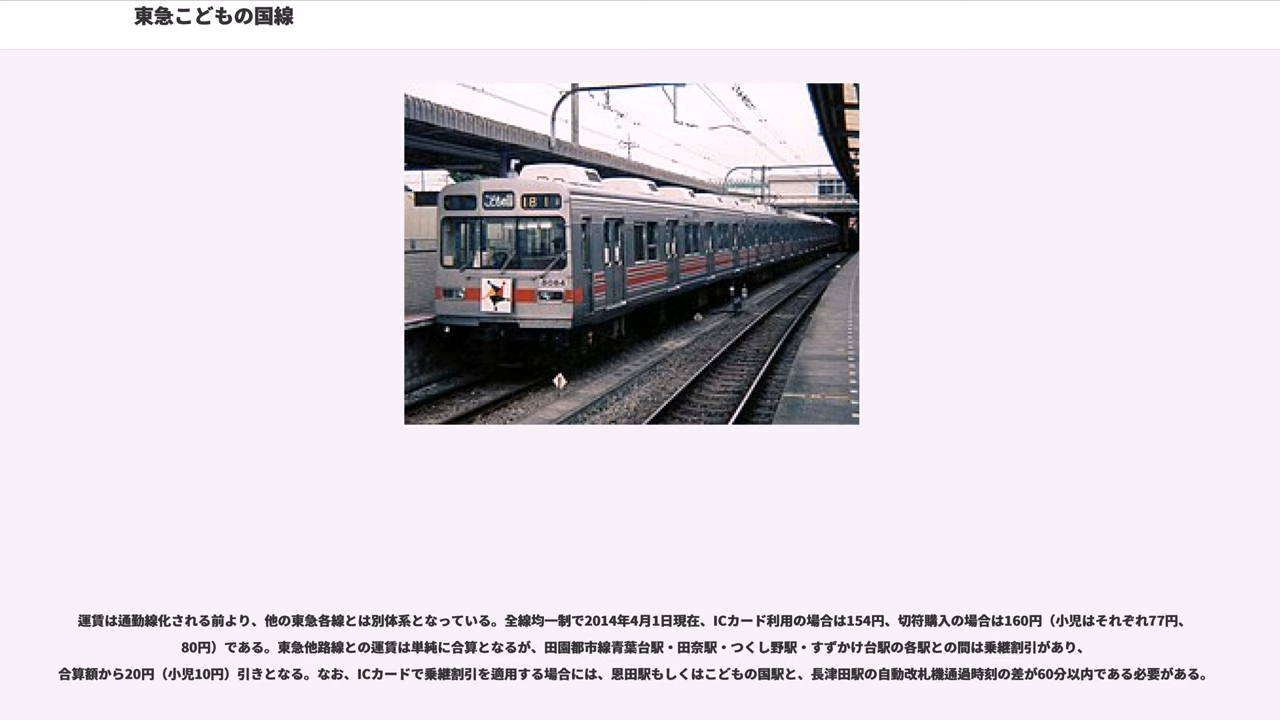 東急こどもの国線
こどもの国
181
8084
運賃は通勤線化される前より、他の東急各線とは別体系となっている。全線均一制で2014年4月1日現在、ICカード利用の場合は154円、切符購入の場合は160円（小児はそれぞれ77円、
80円）である。東急他路線との運賃は単純に合算となるが、田園都市線青葉台駅・田奈駅・つくし野駅・すずかけ台駅の各駅との間は乗継割引があり、
合算額から20円（小児10円）引きとなる。なお、ICカードで乗継割引を適用する場合には、恩田駅もしくはこどもの国駅と、長津田駅の自動改札機通過時刻の差が60分以内である必要がある。